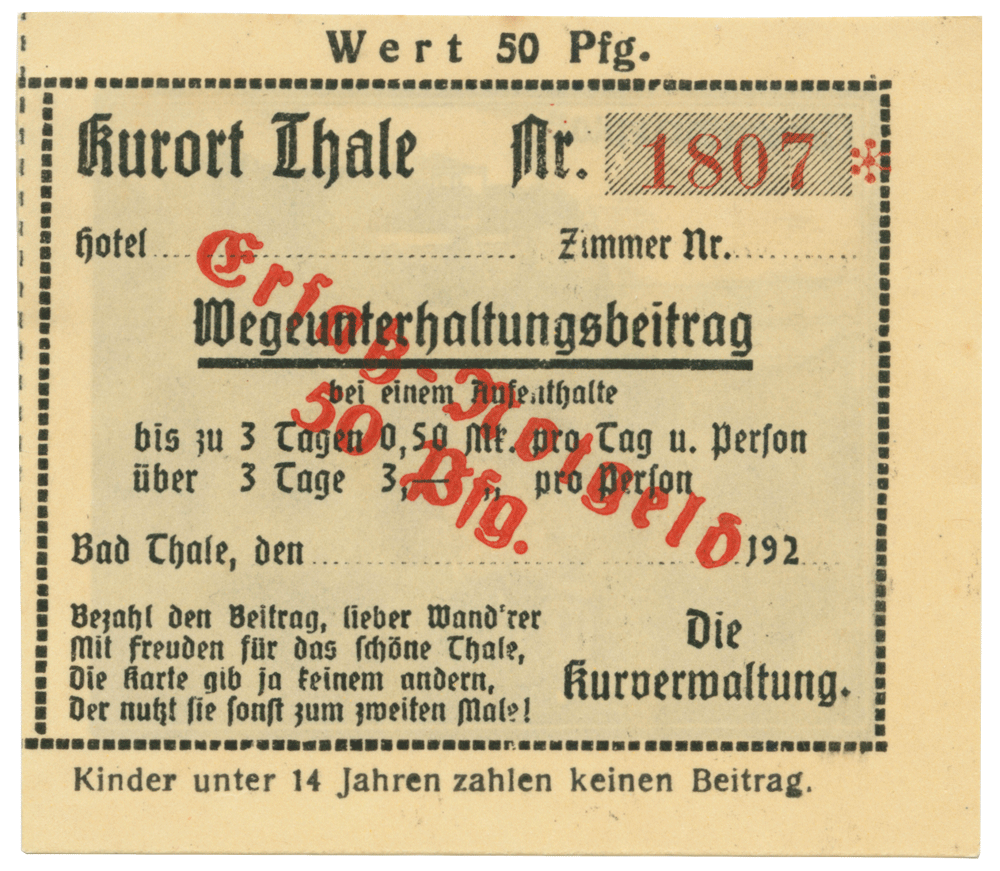 Wert 50 Pfg.
Kurort Thale Nr. 1807 *
Hotel Zimmer Nr.
Wegeunterhaltungsbeitrag
bei einem Aufenthalte
bis zu 3 Tagen 0,50 Mk. pro Tag u. Person
über 3 Tage 3,— „ pro Person
Ersatz-Notgeld
50 Pfg.
Bad Thale, den 192
Bezahl den Beitrag, lieber Wand'rer
Mit Freuden für das schöne Thale,
Die Karte gib ja keinem andern,
Der nutzt sie sonst zum zweiten Male!
Die
Kurverwaltung.
Kinder unter 14 Jahren zahlen keinen Beitrag.